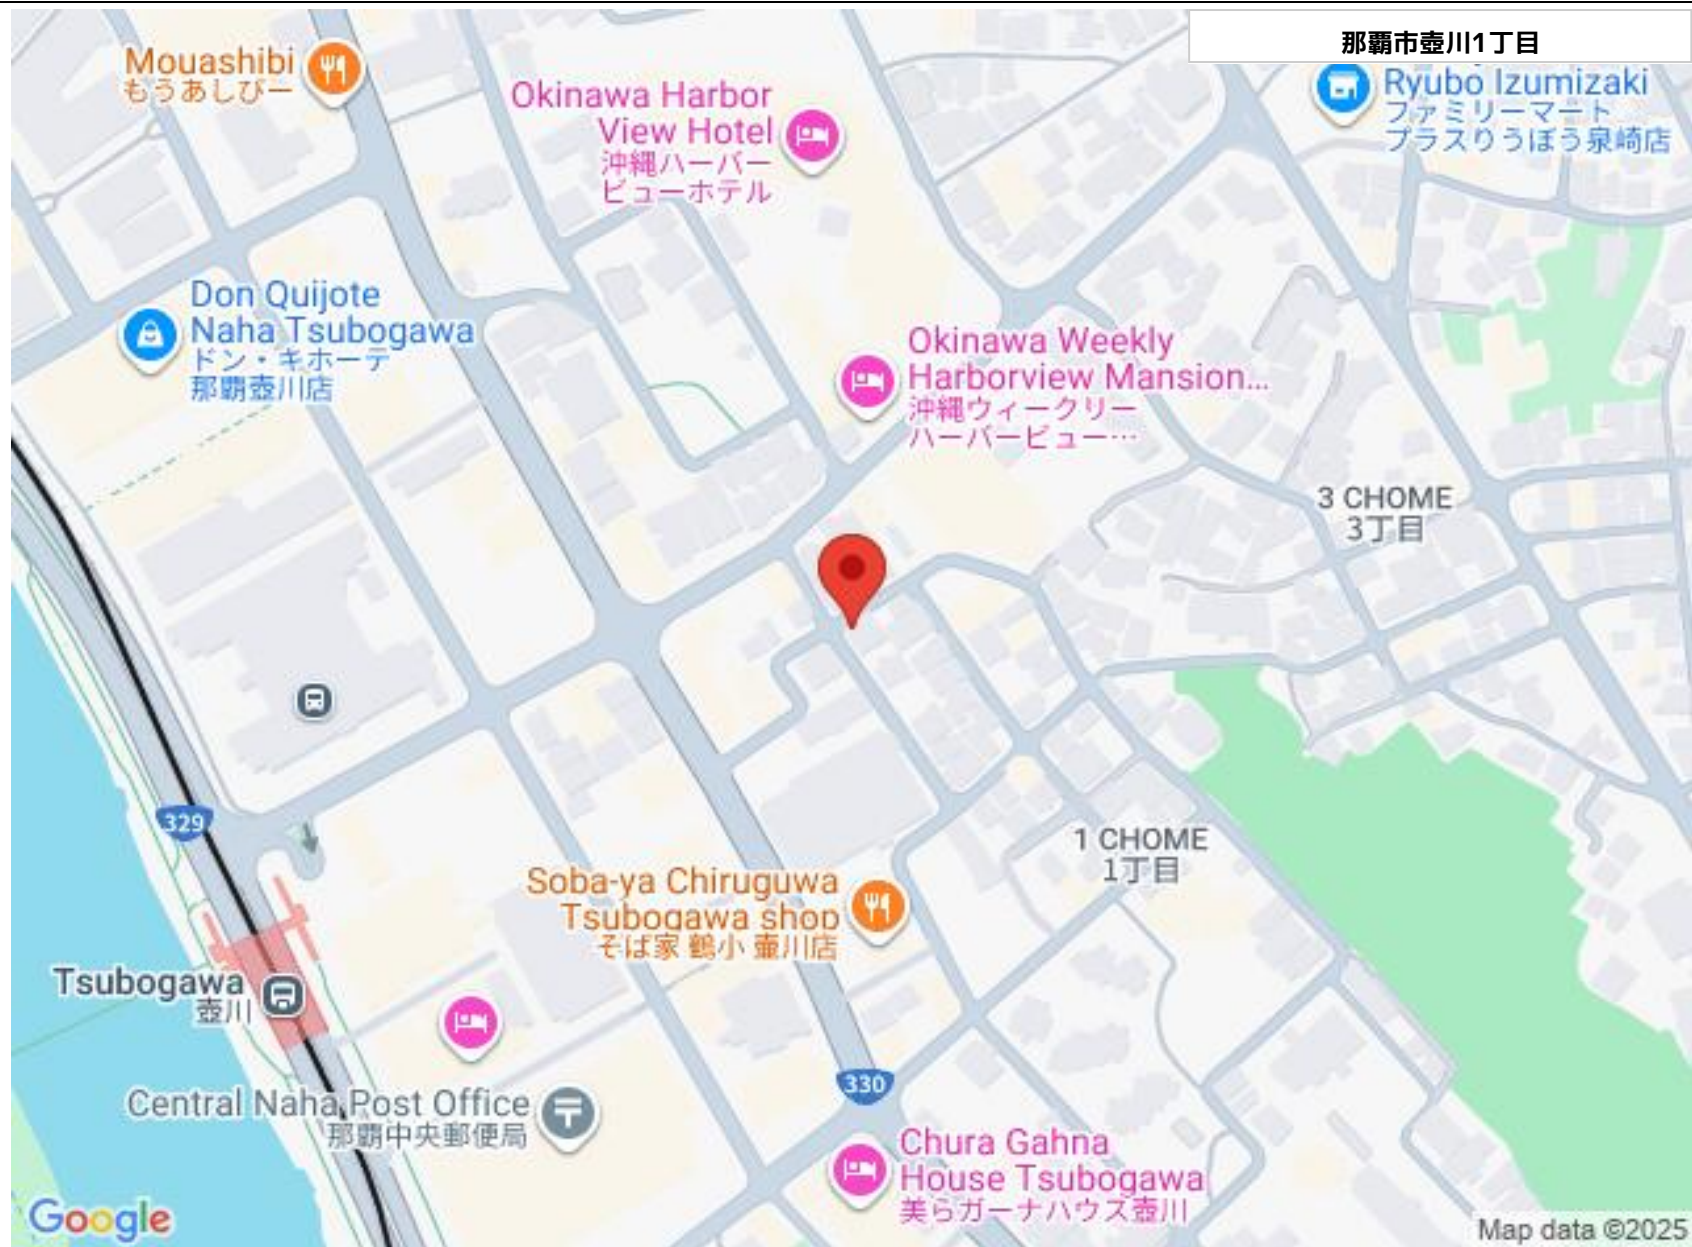 那覇市壺川1丁目
Mouashibi
もうあしびー
Okinawa Harbor
View Hotel
沖縄ハーバー
ビューホテル
Ryubo Izumizaki
ファミリーマート
プラスりうぼう泉崎店
Don Quijote
Naha Tsubogawa
ドン・キホーテ
那覇壺川店
Okinawa Weekly
Harborview Mansion...
沖縄ウィークリー
ハーバービュー…
3 CHOME
3丁目
329
1 CHOME
1丁目
Soba-ya Chiruguwa
Tsubogawa shop
そば家 鶴小 壷川店
Tsubogawa
壺川
330
Central Naha Post Office
那覇中央郵便局
Chura Gahna
House Tsubogawa
美らガーナハウス壺川
Google
Map data ©2025